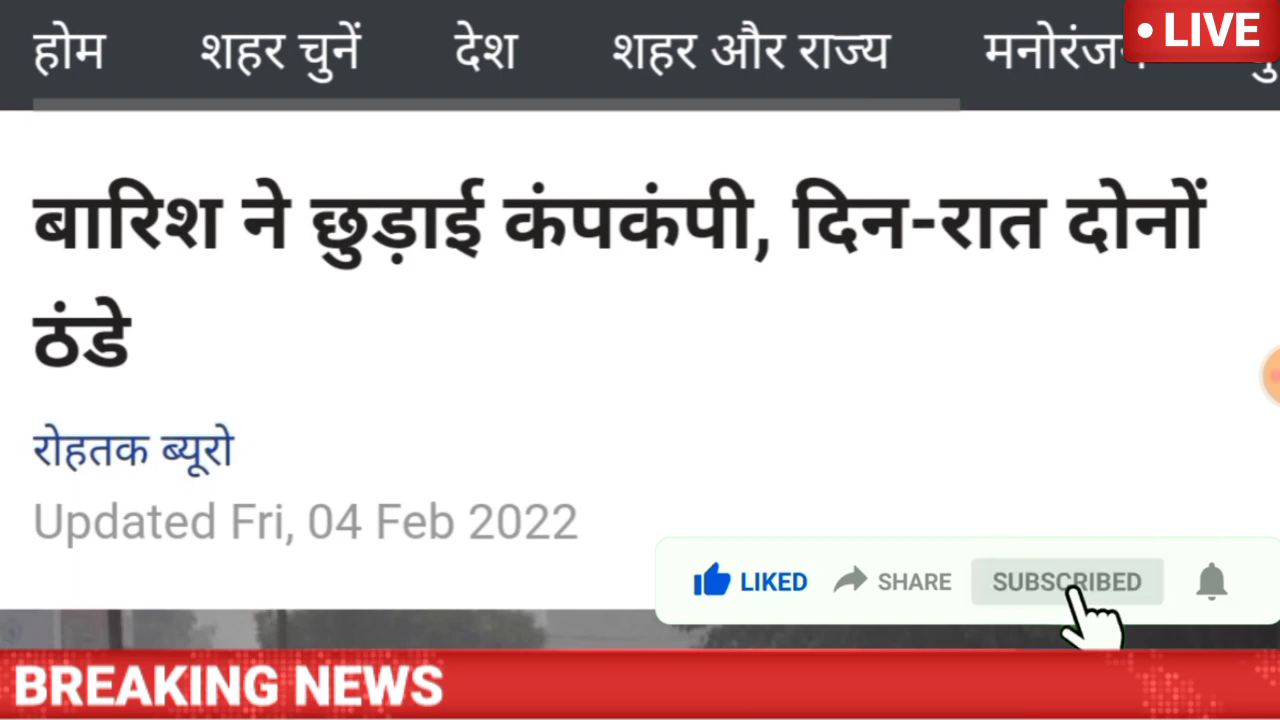 होम शहर चुनें देश शहर और राज्य
• LIVE
बारिश ने छुड़ाई कंपकंपी, दिन-रात दोनों
ठंडे
रोहतक ब्यूरो
Updated Fri, 04 Feb 2022
LIKED SHARE SUBSCRIBED
BREAKING NEWS